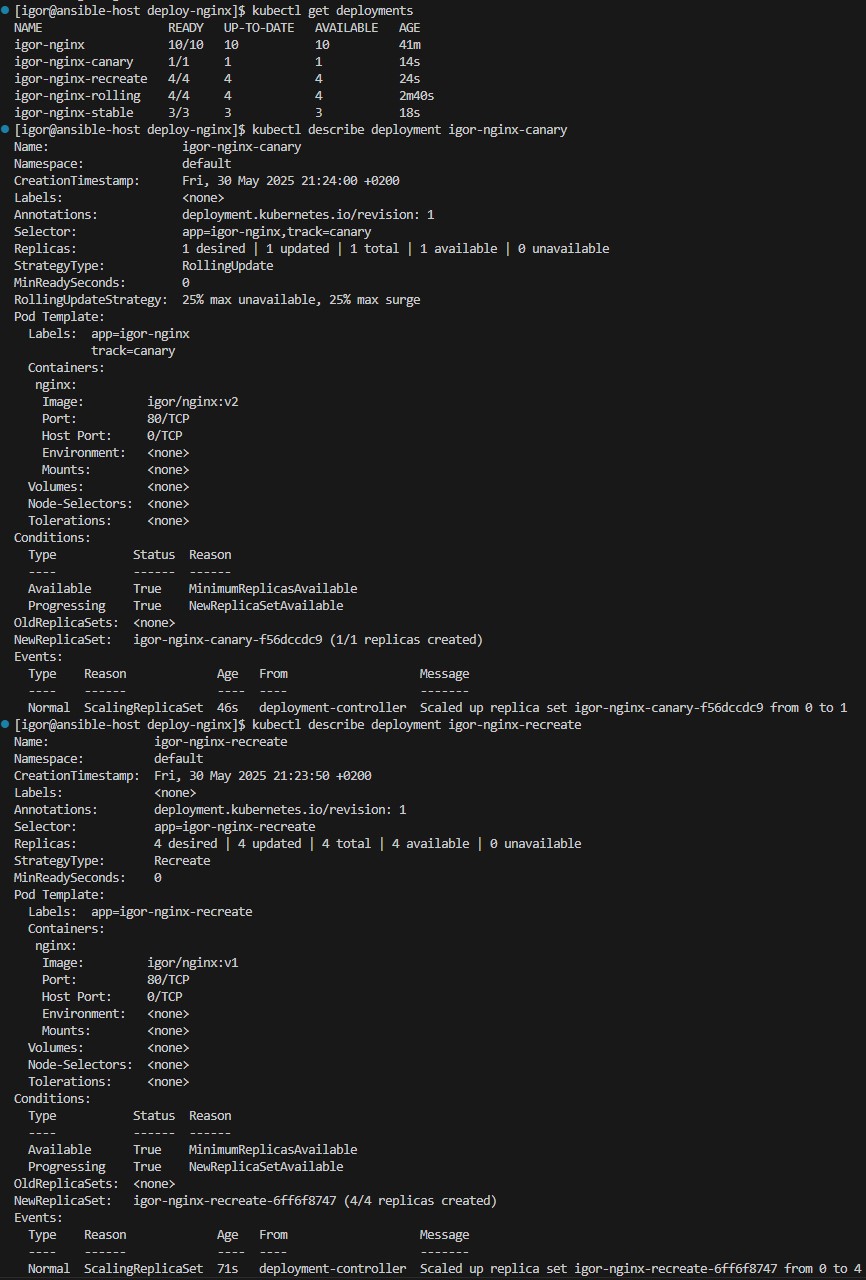 [igor@ansible-host deploy-nginx]$ kubectl get deployments
NAME                  READY   UP-TO-DATE   AVAILABLE   AGE
igor-nginx            10/10   10           10          41m
igor-nginx-canary     1/1     1            1           14s
igor-nginx-recreate   4/4     4            4           24s
igor-nginx-rolling    4/4     4            4           2m40s
igor-nginx-stable     3/3     3            3           18s
[igor@ansible-host deploy-nginx]$ kubectl describe deployment igor-nginx-canary
Name:                   igor-nginx-canary
Namespace:              default
CreationTimestamp:      Fri, 30 May 2025 21:24:00 +0200
Labels:                 <none>
Annotations:            deployment.kubernetes.io/revision: 1
Selector:               app=igor-nginx,track=canary
Replicas:               1 desired | 1 updated | 1 total | 1 available | 0 unavailable
StrategyType:           RollingUpdate
MinReadySeconds:        0
RollingUpdateStrategy:  25% max unavailable, 25% max surge
Pod Template:
  Labels:  app=igor-nginx
           track=canary
  Containers:
   nginx:
    Image:         igor/nginx:v2
    Port:          80/TCP
    Host Port:     0/TCP
    Environment:   <none>
    Mounts:        <none>
  Volumes:         <none>
  Node-Selectors:  <none>
  Tolerations:     <none>
Conditions:
  Type           Status  Reason
  ----           ------  ------
  Available      True    MinimumReplicasAvailable
  Progressing    True    NewReplicaSetAvailable
OldReplicaSets:  <none>
NewReplicaSet:   igor-nginx-canary-f56dccdc9 (1/1 replicas created)
Events:
  Type    Reason             Age   From                   Message
  ----    ------             ----  ----                   -------
  Normal  ScalingReplicaSet  46s   deployment-controller  Scaled up replica set igor-nginx-canary-f56dccdc9 from 0 to 1
[igor@ansible-host deploy-nginx]$ kubectl describe deployment igor-nginx-recreate
Name:               igor-nginx-recreate
Namespace:          default
CreationTimestamp:  Fri, 30 May 2025 21:23:50 +0200
Labels:             <none>
Annotations:        deployment.kubernetes.io/revision: 1
Selector:           app=igor-nginx-recreate
Replicas:           4 desired | 4 updated | 4 total | 4 available | 0 unavailable
StrategyType:       Recreate
MinReadySeconds:    0
Pod Template:
  Labels:  app=igor-nginx-recreate
  Containers:
   nginx:
    Image:         igor/nginx:v1
    Port:          80/TCP
    Host Port:     0/TCP
    Environment:   <none>
    Mounts:        <none>
  Volumes:         <none>
  Node-Selectors:  <none>
  Tolerations:     <none>
Conditions:
  Type           Status  Reason
  ----           ------  ------
  Available      True    MinimumReplicasAvailable
  Progressing    True    NewReplicaSetAvailable
OldReplicaSets:  <none>
NewReplicaSet:   igor-nginx-recreate-6ff6f8747 (4/4 replicas created)
Events:
  Type    Reason             Age   From                   Message
  ----    ------             ----  ----                   -------
  Normal  ScalingReplicaSet  71s   deployment-controller  Scaled up replica set igor-nginx-recreate-6ff6f8747 from 0 to 4